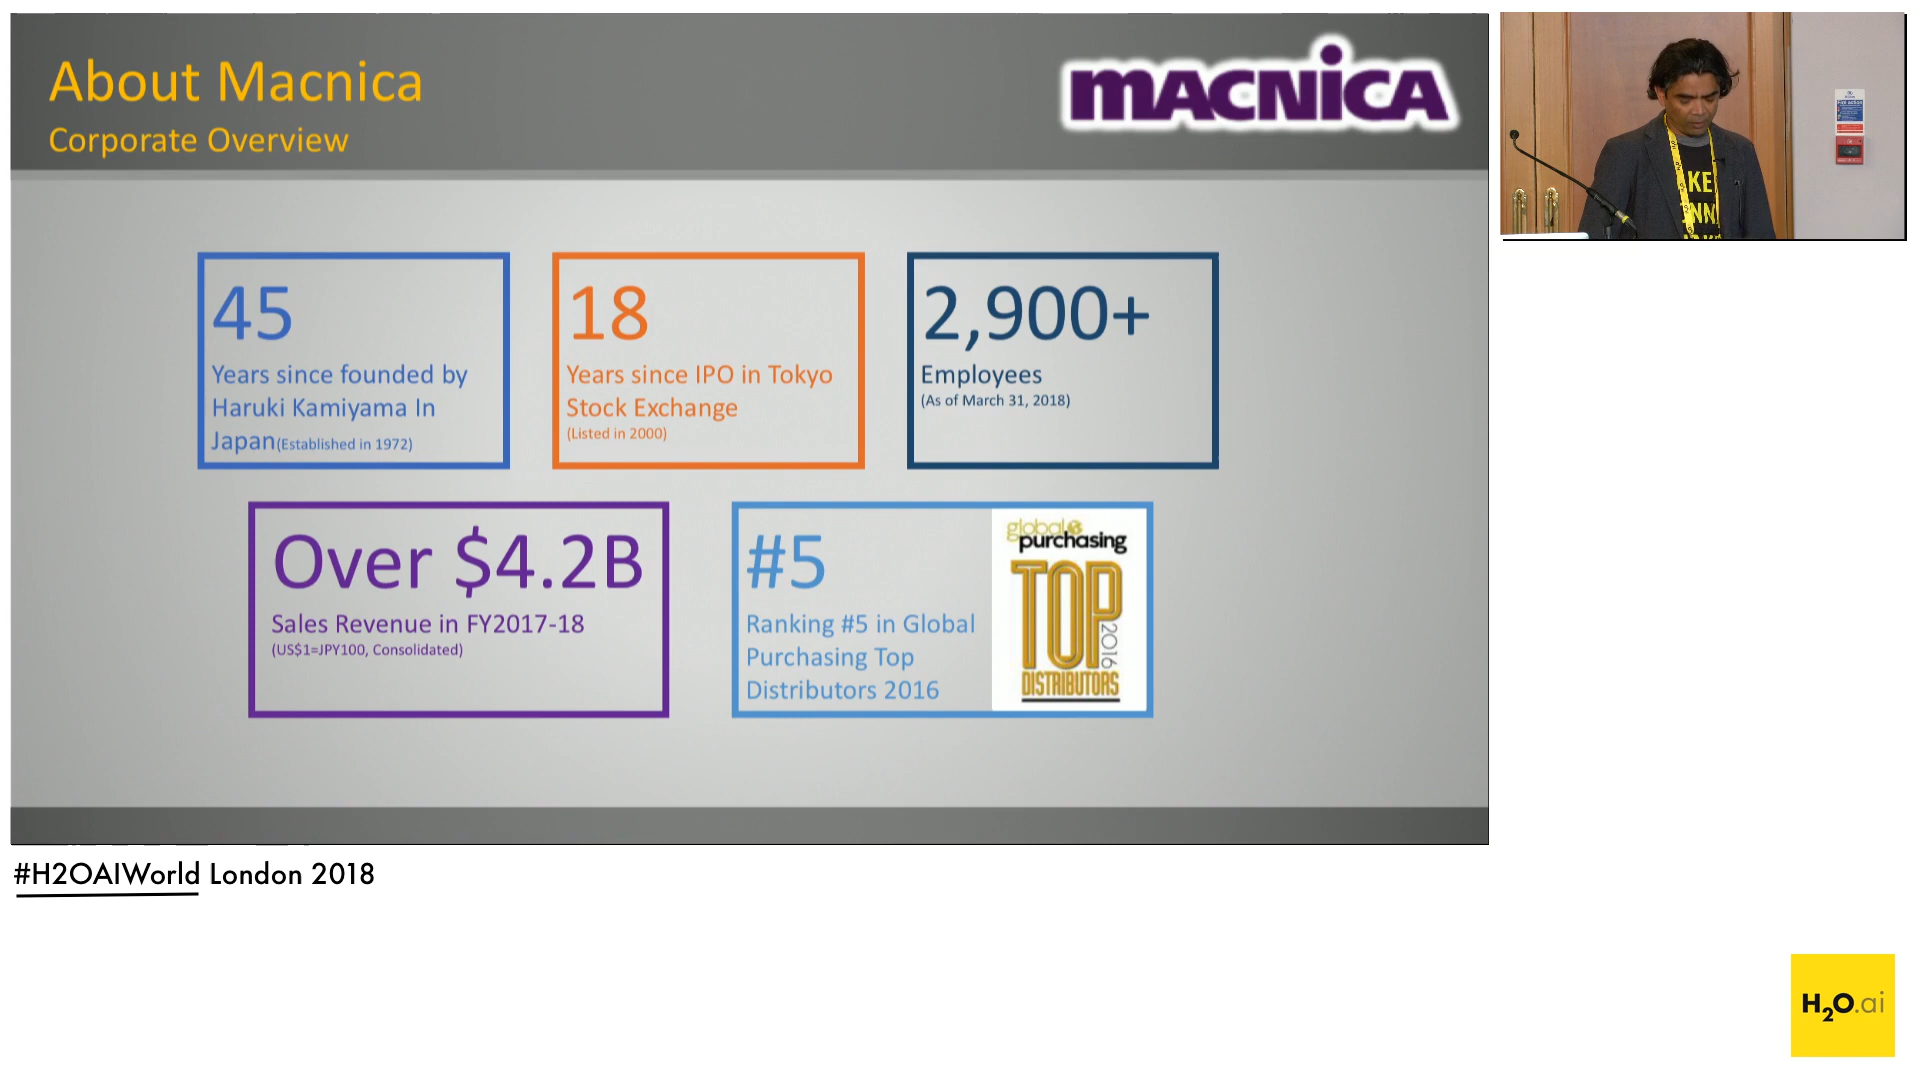 About Macnica
Corporate Overview
MACNiCA
45
Years since founded by
Haruki Kamiyama In
Japan(Established in 1972)
18
Years since IPO in Tokyo
Stock Exchange
(Listed in 2000)
2,900+
Employees
(As of March 31, 2018)
Over $4.2B
Sales Revenue in FY2017-18
(US$1=JPY100, Consolidated)
#5
Ranking #5 in Global
Purchasing Top
Distributors 2016
global
purchasing
TOP
2016
DISTRIBUTORS
Fire action
#H2OAIWorld London 2018
H2O.ai